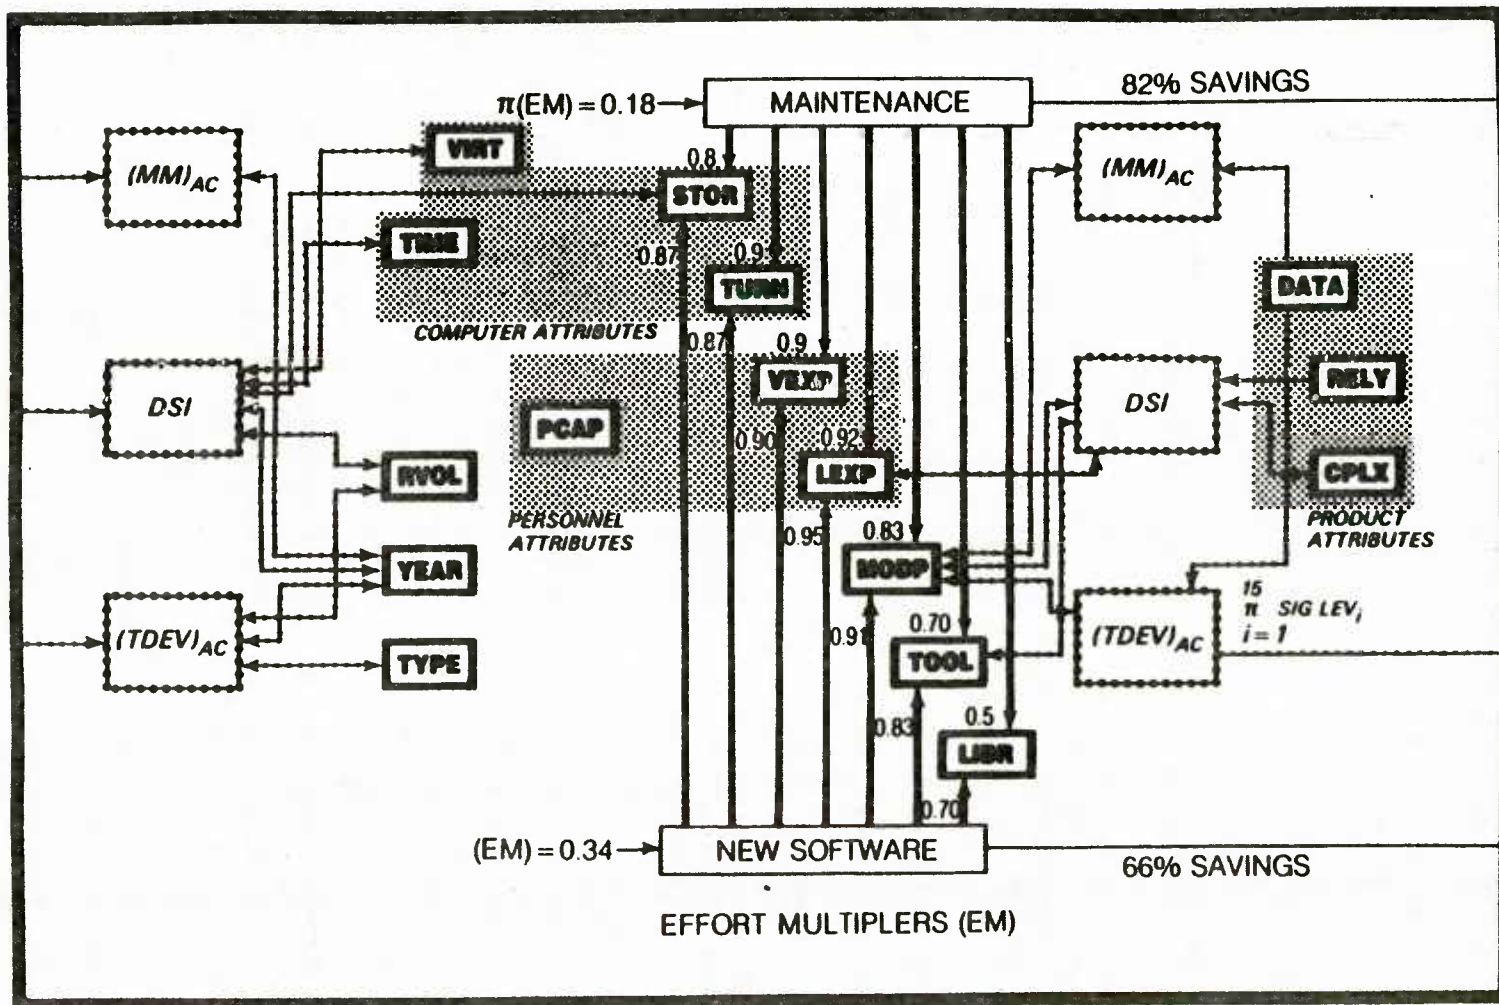 π(EM) = 0.18
MAINTENANCE
82% SAVINGS
(MM)AC
VIRT
0.8
STOR
(MM)AC
TIME
0.87
0.9
TURN
DATA
COMPUTER ATTRIBUTES
0.87
0.9
DSI
VEXP
DSI
RELY
PCAP
0.90
0.92
RVOL
LEXP
CPLX
PERSONNEL
ATTRIBUTES
0.95
0.83
PRODUCT
ATTRIBUTES
YEAR
MODP
(TDEV)AC
0.91
0.70
(TDEV)AC
15
π SIG LEVi
i = 1
TYPE
TOOL
0.83
0.5
LIBR
0.70
(EM) = 0.34
NEW SOFTWARE
66% SAVINGS
EFFORT MULTIPLERS (EM)